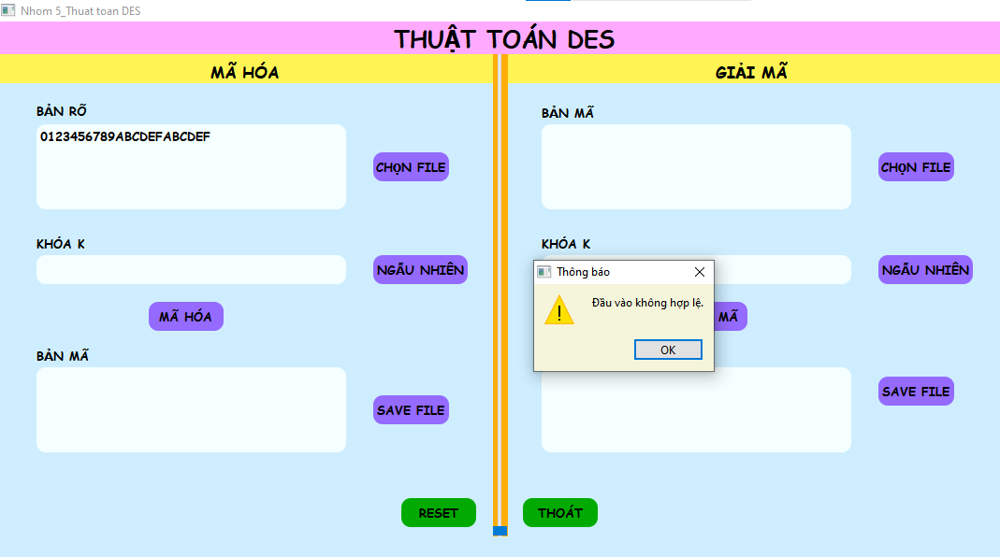 Nhom 5_Thuat toan DES
THUẬT TOÁN DES
MÃ HÓA
GIẢI MÃ
BẢN RÕ
BẢN MÃ
0123456789ABCDEFABCDEF
CHỌN FILE
CHỌN FILE
KHÓA K
KHÓA K
NGẪU NHIÊN
NGẪU NHIÊN
Thông báo
Đầu vào không hợp lệ.
OK
MÃ HÓA
MÃ
BẢN MÃ
SAVE FILE
SAVE FILE
RESET
THOÁT